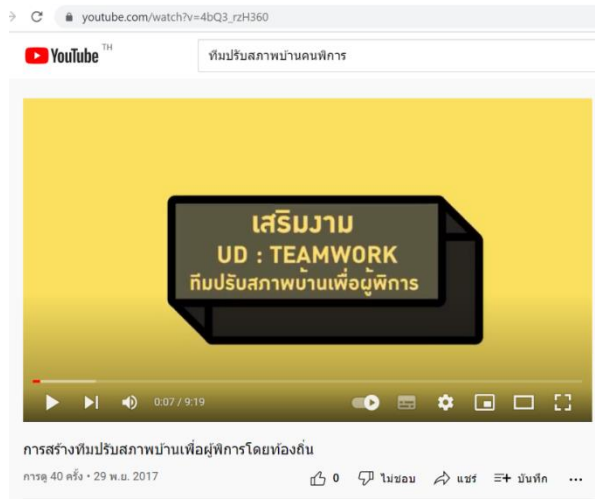 youtube.com/watch?v=4bQ3_rzH360
YouTube TH
ทีมปรับสภาพบ้านคนพิการ
เสริมงาม
UD : TEAMWORK
ทีมปรับสภาพบ้านเพื่อผู้พิการ
0:07 / 9:19
การสร้างทีมปรับสภาพบ้านเพื่อผู้พิการโดยท้องถิ่น
การดู 40 ครั้ง • 29 พ.ย. 2017
0 ไม่ชอบ แชร์ บันทึก